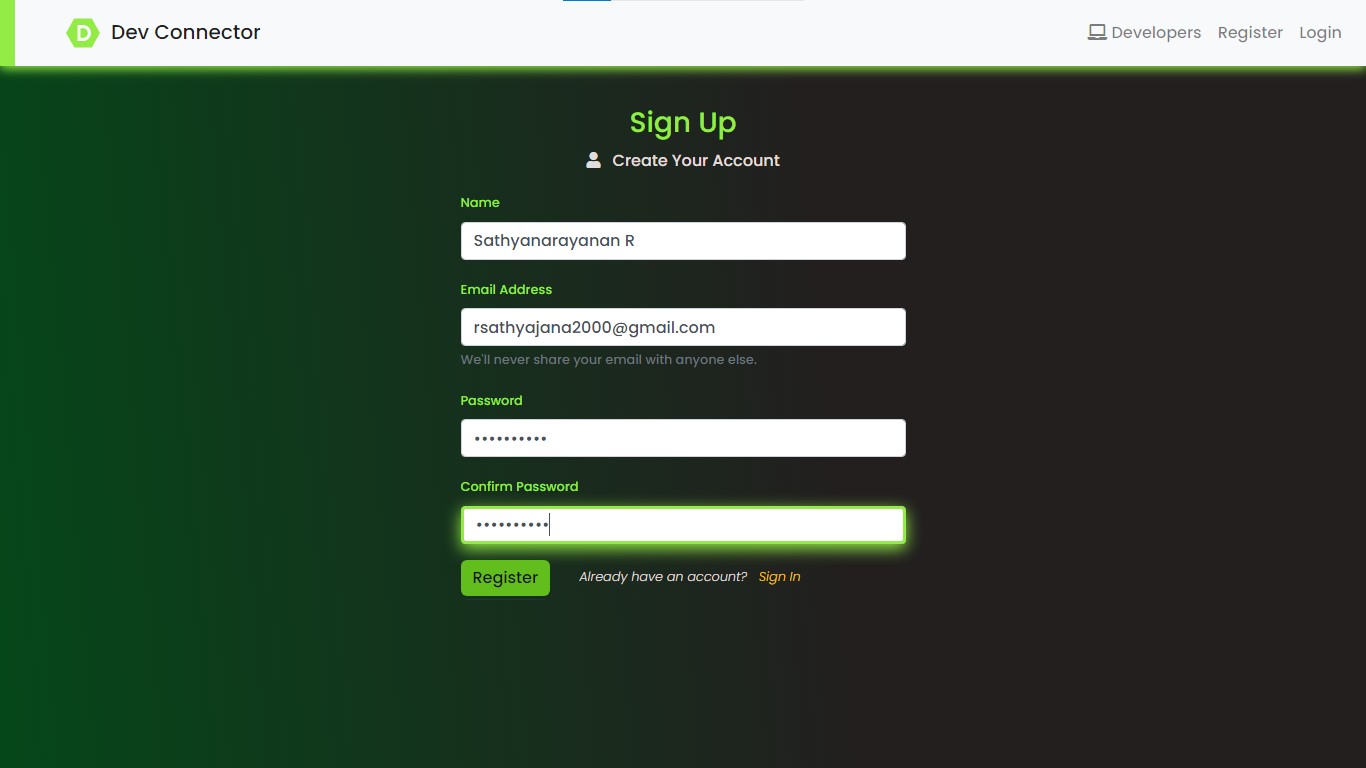 D Dev Connector
Developers Register Login
Sign Up
Create Your Account
Name
Sathyanarayanan R
Email Address
rsathyajana2000@gmail.com
We'll never share your email with anyone else.
Password
••••••••••
Confirm Password
••••••••••
Register
Already have an account? Sign In